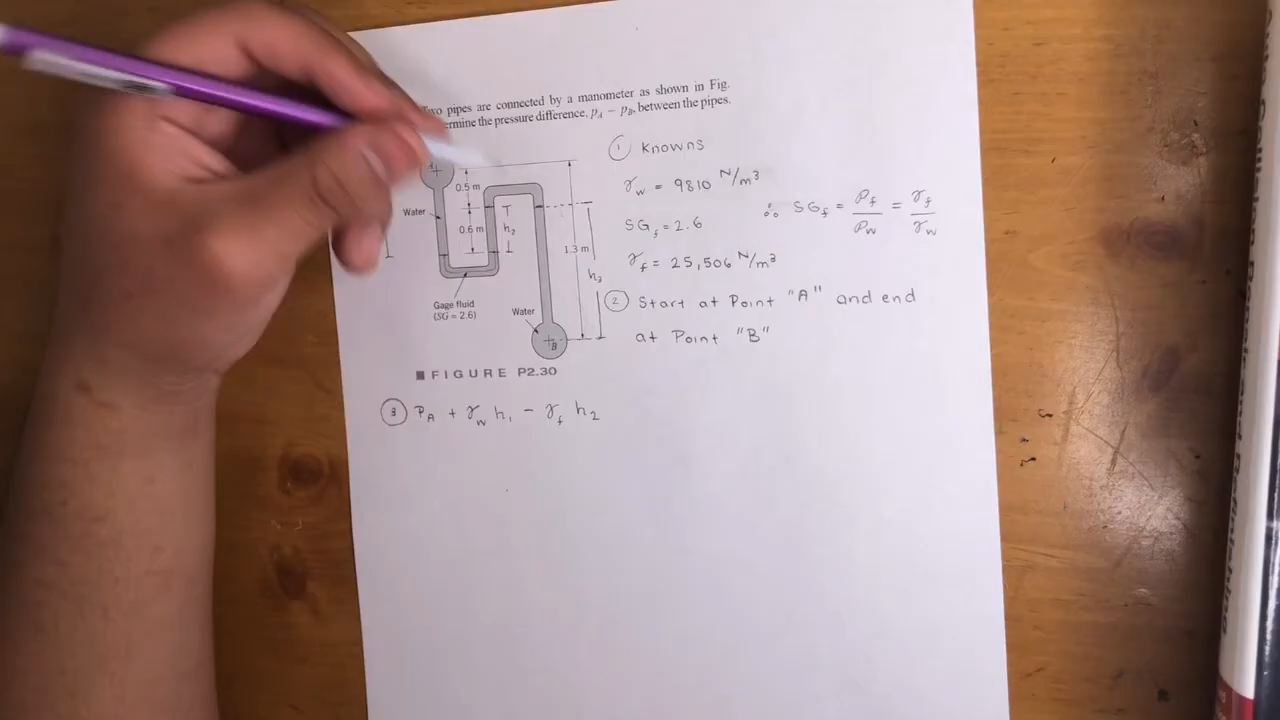 Two pipes are connected by a manometer as shown in Fig.
the pressure difference, pA − pB, between the pipes.
① Knowns
γw = 9810 N/m³
SGf = 2.6
γf = 25,506 N/m³
∴ SGf = ρf/ρw = γf/γw
② Start at Point "A" and end
at Point "B"
0.5 m
Water
0.6 m
h₂
1.3 m
h₃
Gage fluid
(SG = 2.6)
Water
B
■ FIGURE P2.30
③ PA + γw h₁ − γf h₂